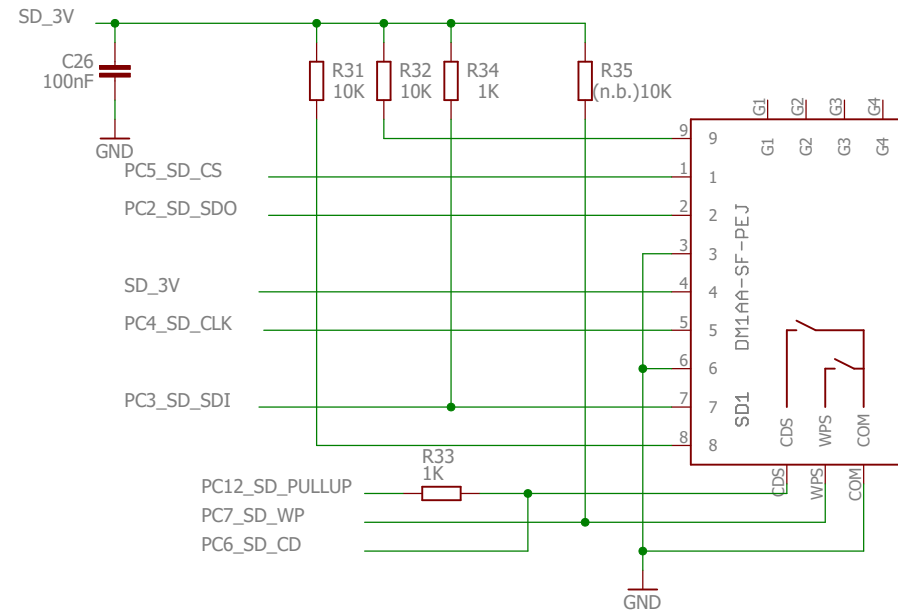 SD_3V
C26
100nF
GND
R31
10K
R32
10K
R34
1K
R35
(n.b.)10K
G1
G2
G3
G4
G1
G2
G3
G4
PC5_SD_CS
PC2_SD_SDO
SD_3V
PC4_SD_CLK
PC3_SD_SDI
9
9
1
1
2
2
3
3
4
4
5
5
6
6
7
7
8
8
DM1AA-SF-PEJ
SD1
CDS
WPS
COM
CDS
WPS
COM
R33
1K
PC12_SD_PULLUP
PC7_SD_WP
PC6_SD_CD
GND